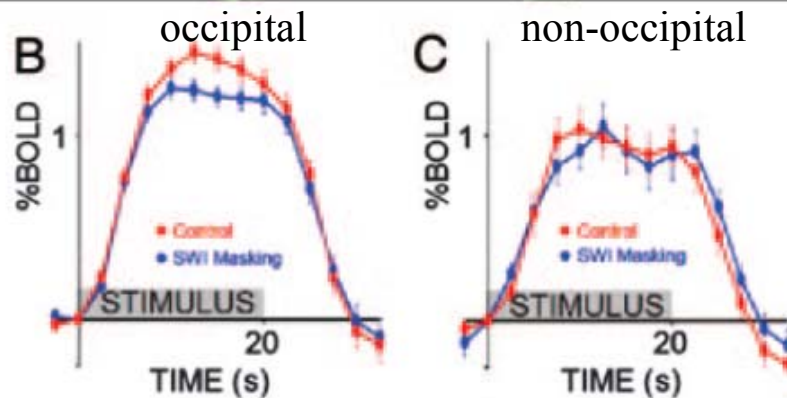 occipital
non-occipital
B
%BOLD
1
Control
SWI Masking
STIMULUS
20
TIME (s)
C
%BOLD
1
Control
SWI Masking
STIMULUS
20
TIME (s)